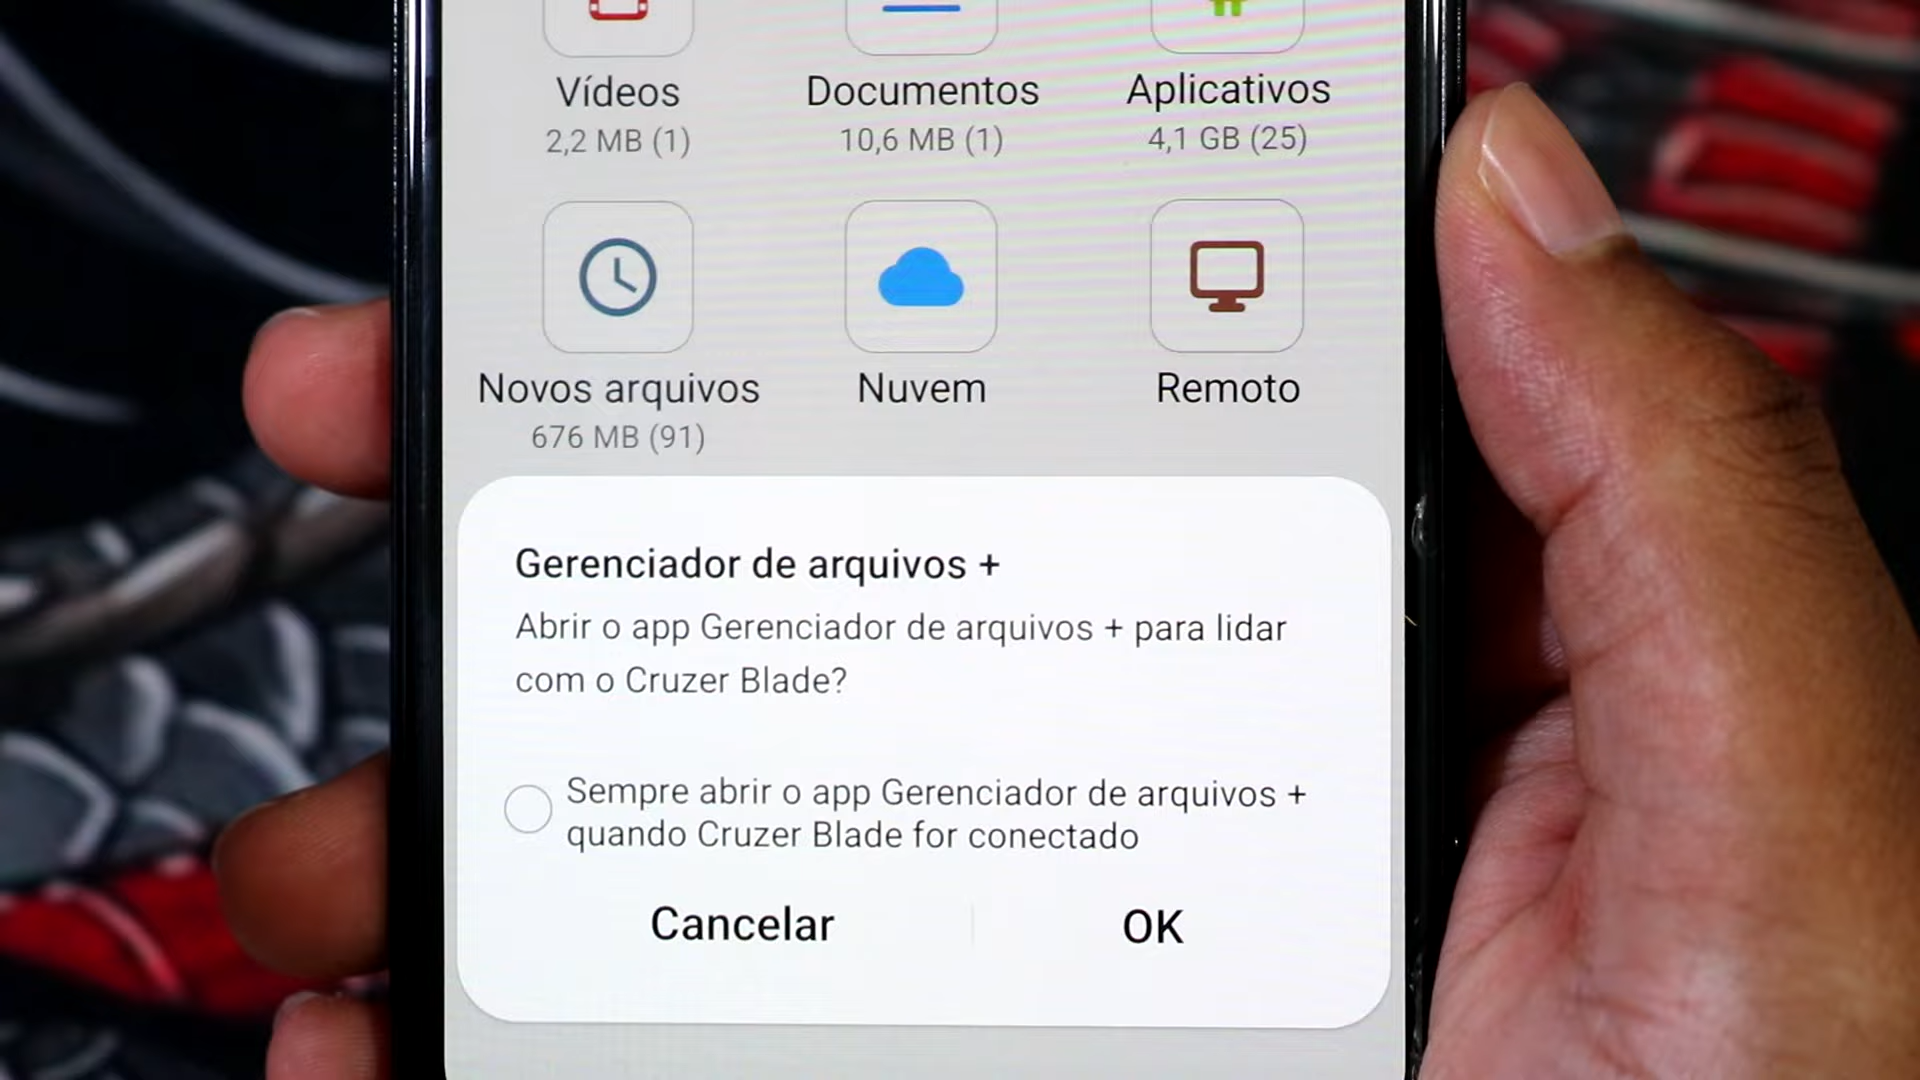 Vídeos
Documentos
Aplicativos
2,2 MB (1)
10,6 MB (1)
4,1 GB (25)
Novos arquivos
Nuvem
Remoto
676 MB (91)
Gerenciador de arquivos +
Abrir o app Gerenciador de arquivos + para lidar
com o Cruzer Blade?
Sempre abrir o app Gerenciador de arquivos +
quando Cruzer Blade for conectado
Cancelar
OK